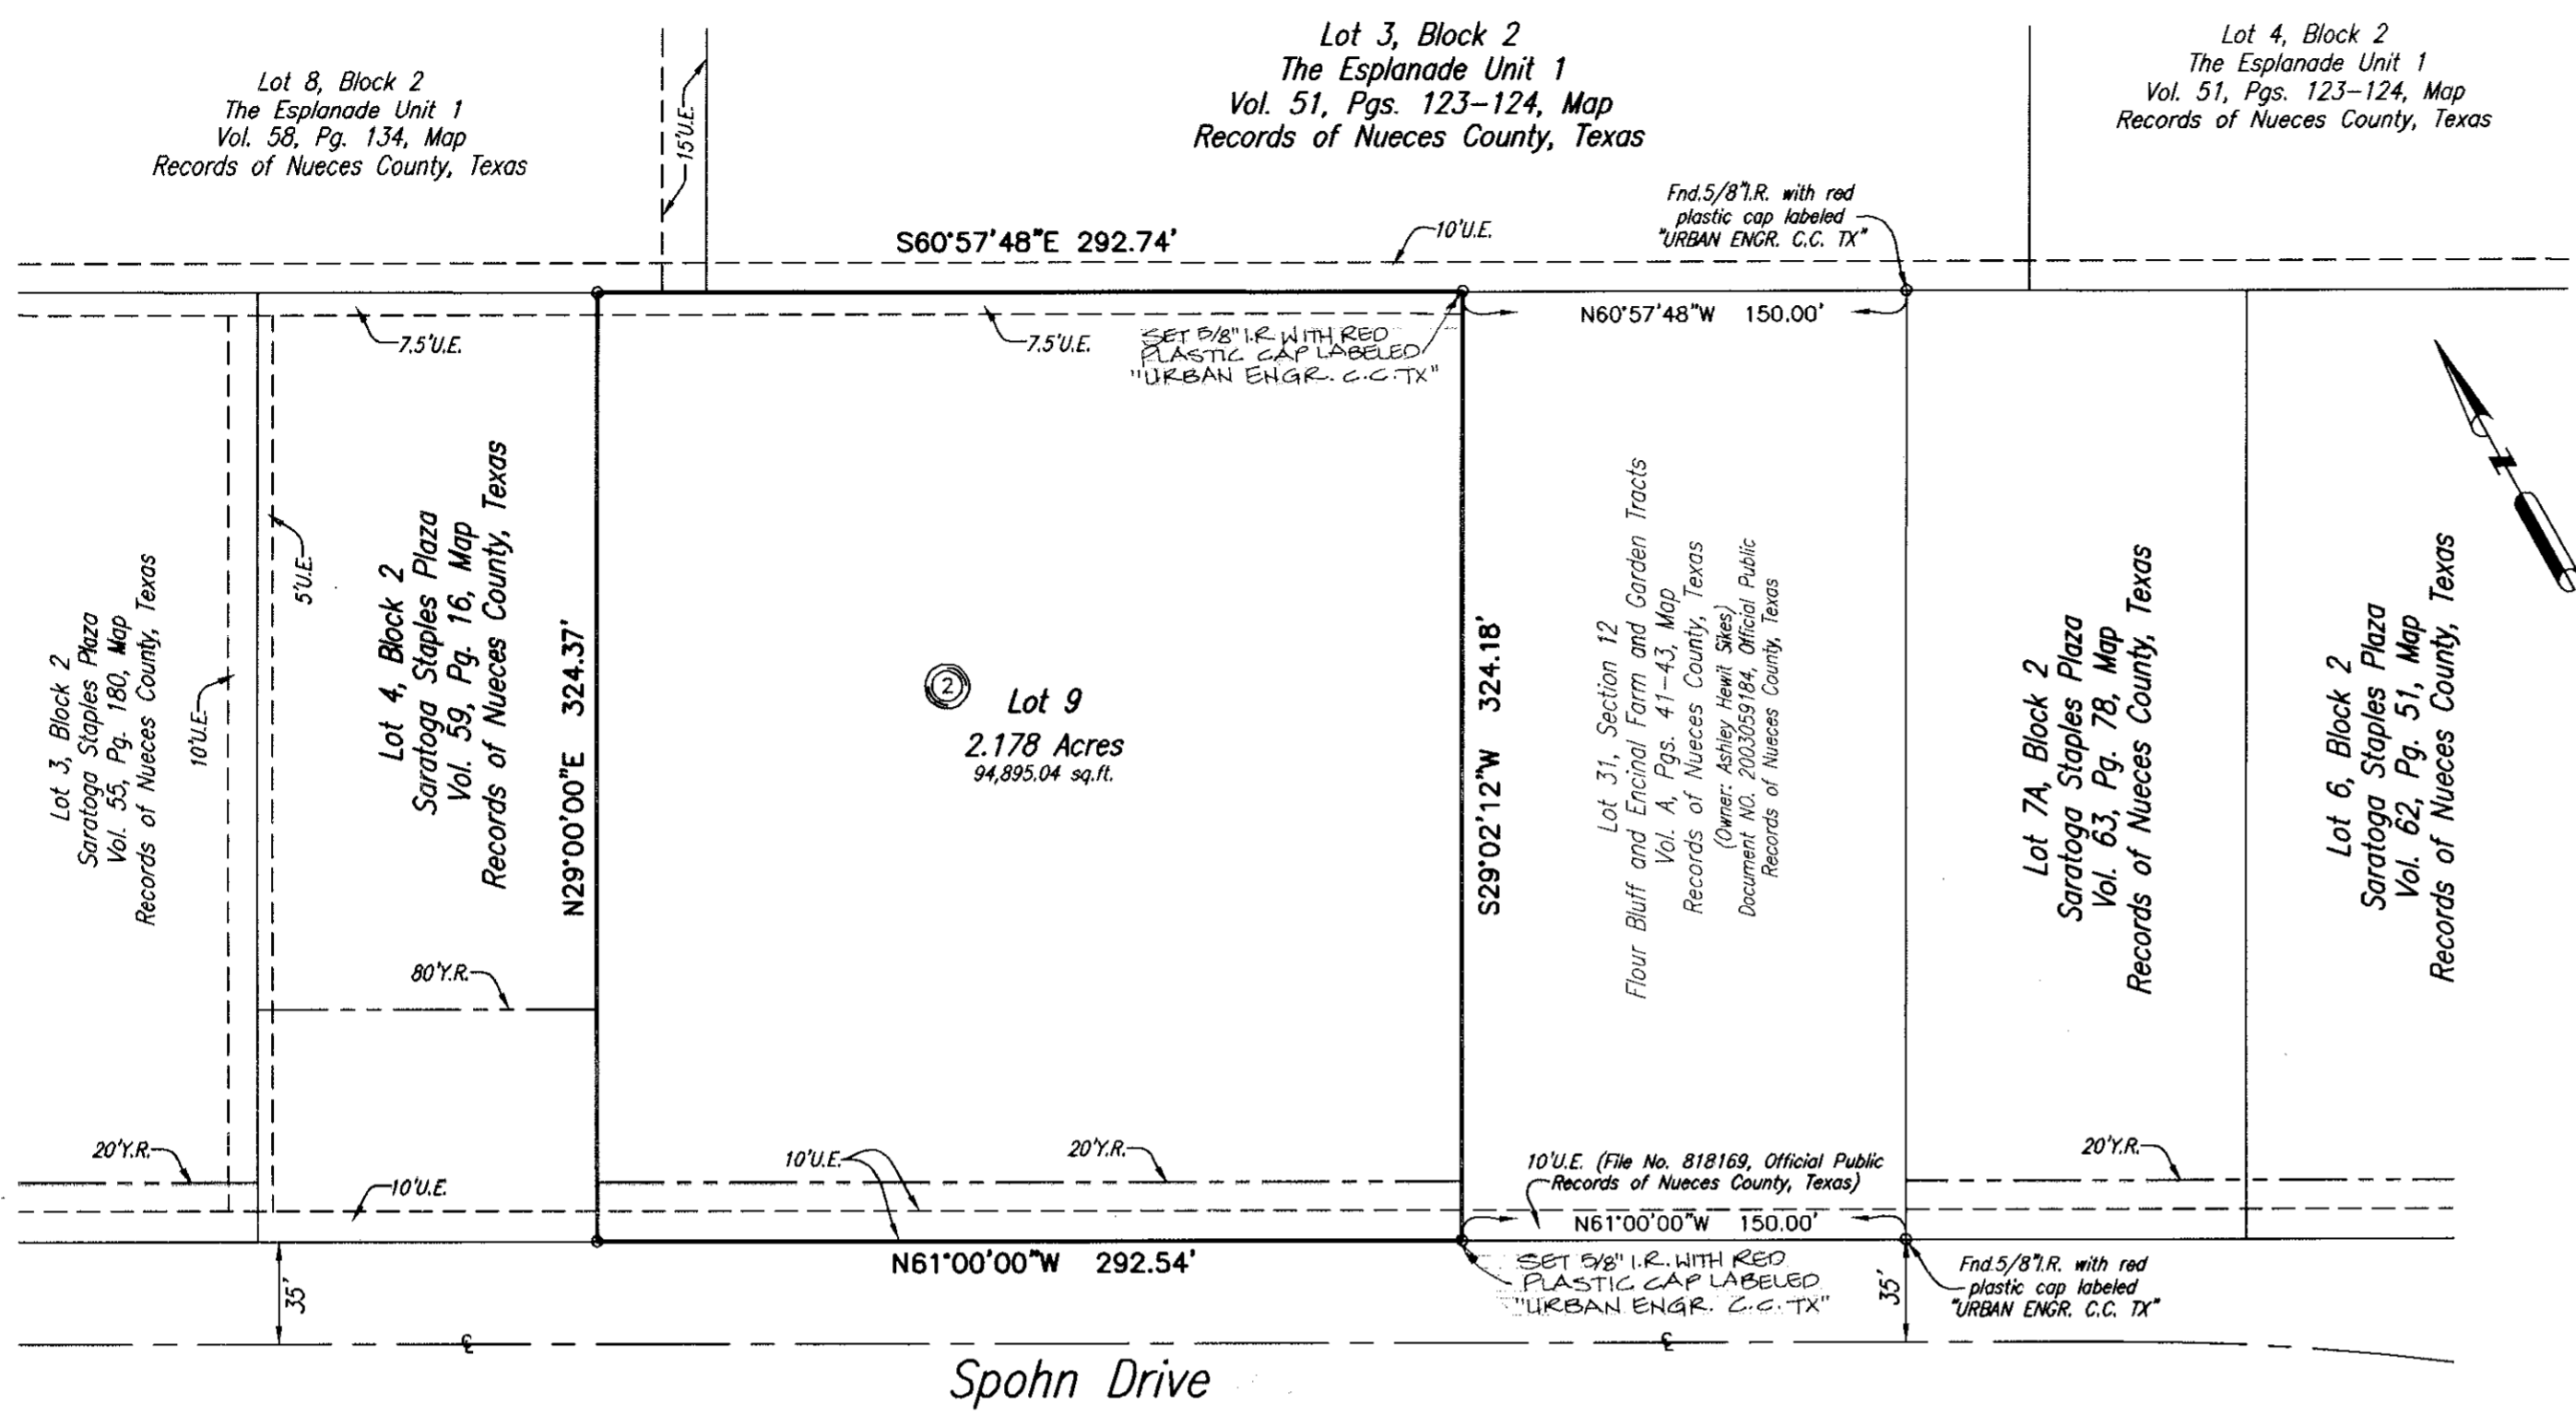 Lot 8, Block 2
The Esplanade Unit 1
Vol. 58, Pg. 134, Map
Records of Nueces County, Texas
15'U.E.
Lot 3, Block 2
The Esplanade Unit 1
Vol. 51, Pgs. 123-124, Map
Records of Nueces County, Texas
Lot 4, Block 2
The Esplanade Unit 1
Vol. 51, Pgs. 123-124, Map
Records of Nueces County, Texas
Fnd.5/8"I.R. with red
plastic cap labeled
"URBAN ENGR. C.C. TX"
S60°57'48"E 292.74'
10'U.E.
N60°57'48"W 150.00'
7.5'U.E.
7.5'U.E.
SET 5/8" I.R. WITH RED
PLASTIC CAP LABELED
"URBAN ENGR. C.C. TX"
Lot 3, Block 2
Saratoga Staples Plaza
Vol. 55, Pg. 180, Map
Records of Nueces County, Texas
10'U.E.
5'U.E.
Lot 4, Block 2
Saratoga Staples Plaza
Vol. 59, Pg. 16, Map
Records of Nueces County, Texas
N29°00'00"E 324.37'
2
Lot 9
2.178 Acres
94,895.04 sq.ft.
S29°02'12"W 324.18'
Lot 31, Section 12
Flour Bluff and Encinal Farm and Garden Tracts
Vol. A, Pgs. 41-43, Map
Records of Nueces County, Texas
(Owner: Ashley Hewit Sikes)
Document NO. 2003059184, Official Public
Records of Nueces County, Texas
Lot 7A, Block 2
Saratoga Staples Plaza
Vol. 63, Pg. 78, Map
Records of Nueces County, Texas
Lot 6, Block 2
Saratoga Staples Plaza
Vol. 62, Pg. 51, Map
Records of Nueces County, Texas
80'Y.R.
20'Y.R.
10'U.E.
10'U.E.
20'Y.R.
10'U.E. (File No. 818169, Official Public
Records of Nueces County, Texas)
20'Y.R.
N61°00'00"W 150.00'
N61°00'00"W 292.54'
SET 5/8" I.R. WITH RED
PLASTIC CAP LABELED
"URBAN ENGR. C.C. TX"
Fnd.5/8"I.R. with red
plastic cap labeled
"URBAN ENGR. C.C. TX"
35'
35'
Spohn Drive